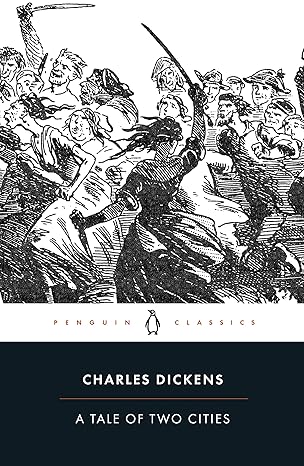 PENGUIN CLASSICS
CHARLES DICKENS
A TALE OF TWO CITIES